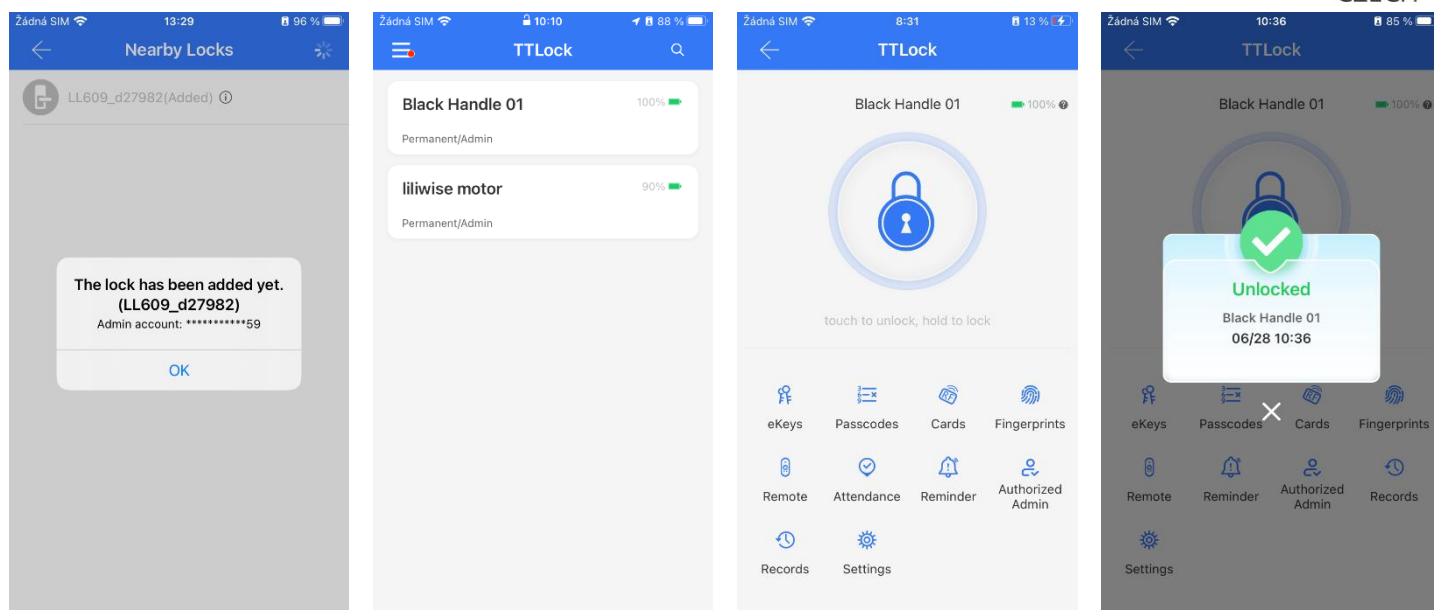 Žádná SIM 13:29 96 %
Nearby Locks
LL609_d27982(Added)
The lock has been added yet.
(LL609_d27982)
Admin account: ***********59
OK
Žádná SIM 10:10 88 %
TTLock
Black Handle 01 100%
Permanent/Admin
liliwise motor 90%
Permanent/Admin
Žádná SIM 8:31 13 %
TTLock
Black Handle 01 100%
touch to unlock, hold to lock
eKeys Passcodes Cards Fingerprints
Remote Attendance Reminder Authorized
Admin
Records Settings
Žádná SIM 10:36 85 %
TTLock
Black Handle 01 100%
Unlocked
Black Handle 01
06/28 10:36
eKeys Passcodes Cards Fingerprints
Remote Reminder Authorized
Admin Records
Settings